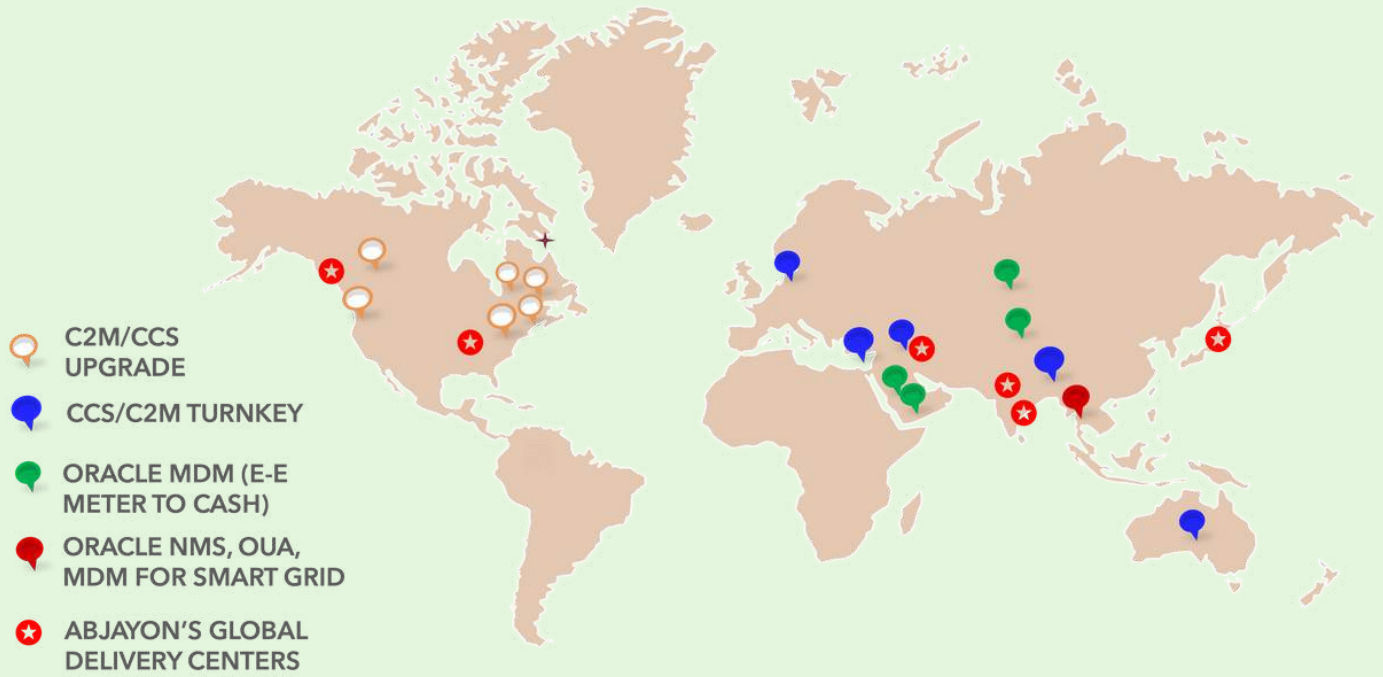 C2M/CCS
UPGRADE
CCS/C2M TURNKEY
ORACLE MDM (E-E
METER TO CASH)
ORACLE NMS, OUA,
MDM FOR SMART GRID
ABJAYON'S GLOBAL
DELIVERY CENTERS